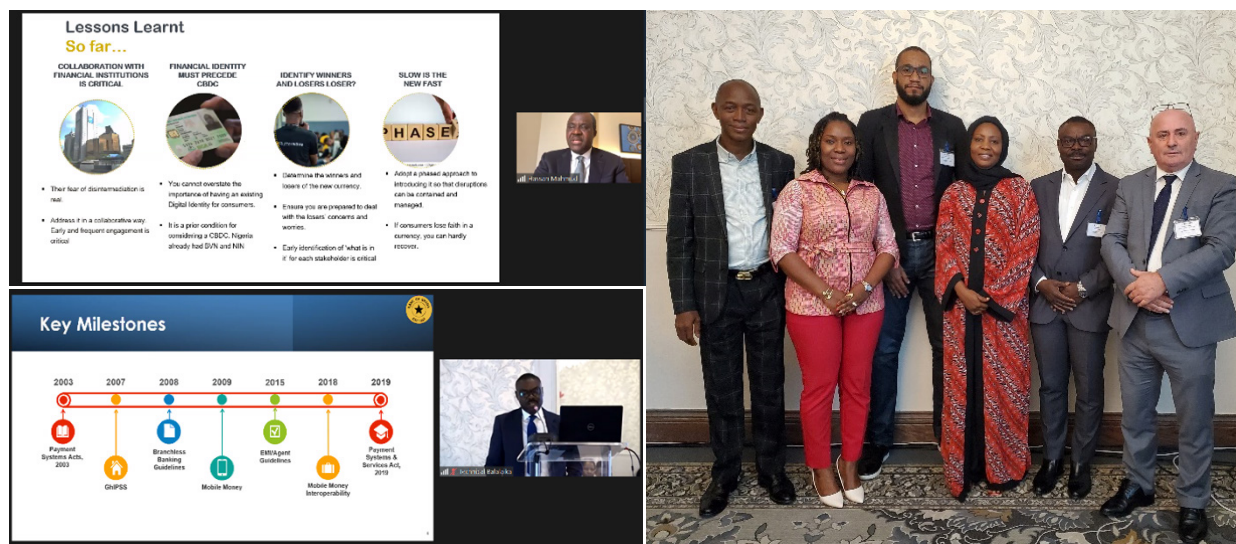 Lessons Learnt
So far...
COLLABORATION WITH
FINANCIAL INSTITUTIONS
IS CRITICAL
Their fear of disintermediation is
real.
Address it in a collaborative way.
Early and frequent engagement is
critical
FINANCIAL IDENTITY
MUST PRECEDE
CBDC
You cannot overstate the
importance of having an existing
Digital Identity for consumers.
It is a prior condition for
considering a CBDC. Nigeria
already had BVN and NIN
IDENTIFY WINNERS
AND LOSERS LOSER?
Determine the winners and
losers of the new currency.
Ensure you are prepared to deal
with the losers' concerns and
worries.
Early identification of 'what is in
it' for each stakeholder is critical
SLOW IS THE
NEW FAST
PHASE
Adopt a phased approach to
introducing it so that disruptions
can be contained and
managed.
If consumers lose faith in a
currency, you can hardly
recover.
Hassan Mahmud
Key Milestones
2003
2007
2008
2009
2015
2018
2019
Payment
Systems Acts,
2003
GhIPSS
Branchless
Banking
Guidelines
Mobile Money
EMI/Agent
Guidelines
Mobile Money
Interoperability
Payment
Systems &
Services Act,
2019